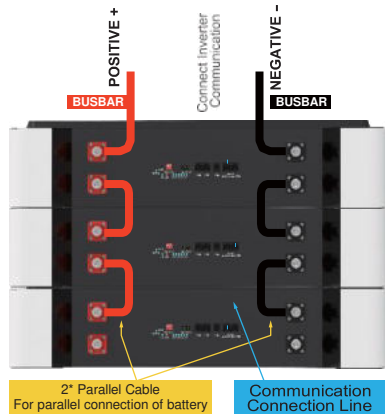 POSITIVE +
BUSBAR
Connect Inverter
Communication
NEGATIVE –
BUSBAR
2* Parallel Cable
For parallel connection of battery
Communication
Connection Line